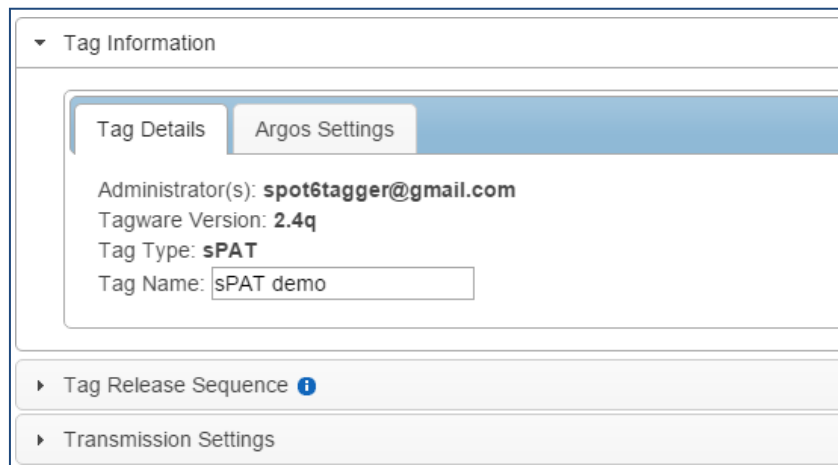 Tag Information
Tag Details
Argos Settings
Administrator(s): spot6tagger@gmail.com
Tagware Version: 2.4q
Tag Type: sPAT
Tag Name: sPAT demo
Tag Release Sequence i
Transmission Settings